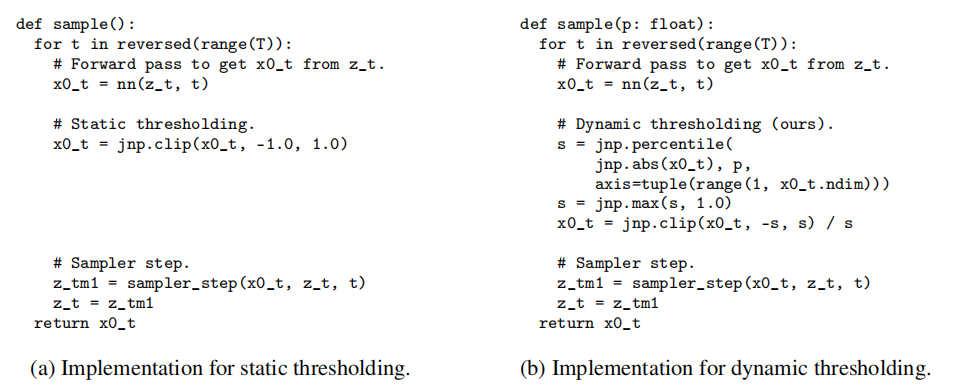 def sample():
  for t in reversed(range(T)):
    # Forward pass to get x0_t from z_t.
    x0_t = nn(z_t, t)

    # Static thresholding.
    x0_t = jnp.clip(x0_t, -1.0, 1.0)

    # Sampler step.
    z_tm1 = sampler_step(x0_t, z_t, t)
    z_t = z_tm1
  return x0_t
(a) Implementation for static thresholding.
def sample(p: float):
  for t in reversed(range(T)):
    # Forward pass to get x0_t from z_t.
    x0_t = nn(z_t, t)

    # Dynamic thresholding (ours).
    s = jnp.percentile(
        jnp.abs(x0_t), p,
        axis=tuple(range(1, x0_t.ndim)))
    s = jnp.max(s, 1.0)
    x0_t = jnp.clip(x0_t, -s, s) / s

    # Sampler step.
    z_tm1 = sampler_step(x0_t, z_t, t)
    z_t = z_tm1
  return x0_t
(b) Implementation for dynamic thresholding.